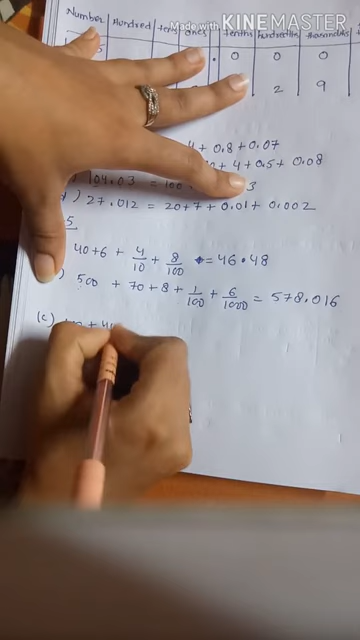 Made with KINEMASTER
Number Hundred tens ones tenths hundredths thousandths
0 0 0
2 9
4 + 0.8 + 0.07
+ 4 + 0.5 + 0.08
104.03 = 100
) 27.012 = 20+7 + 0.01 + 0.002
5
40+6 + 4/10 + 8/100 = 46.48
) 500 + 70 + 8 + 1/100 + 6/1000 = 578.016
(c)